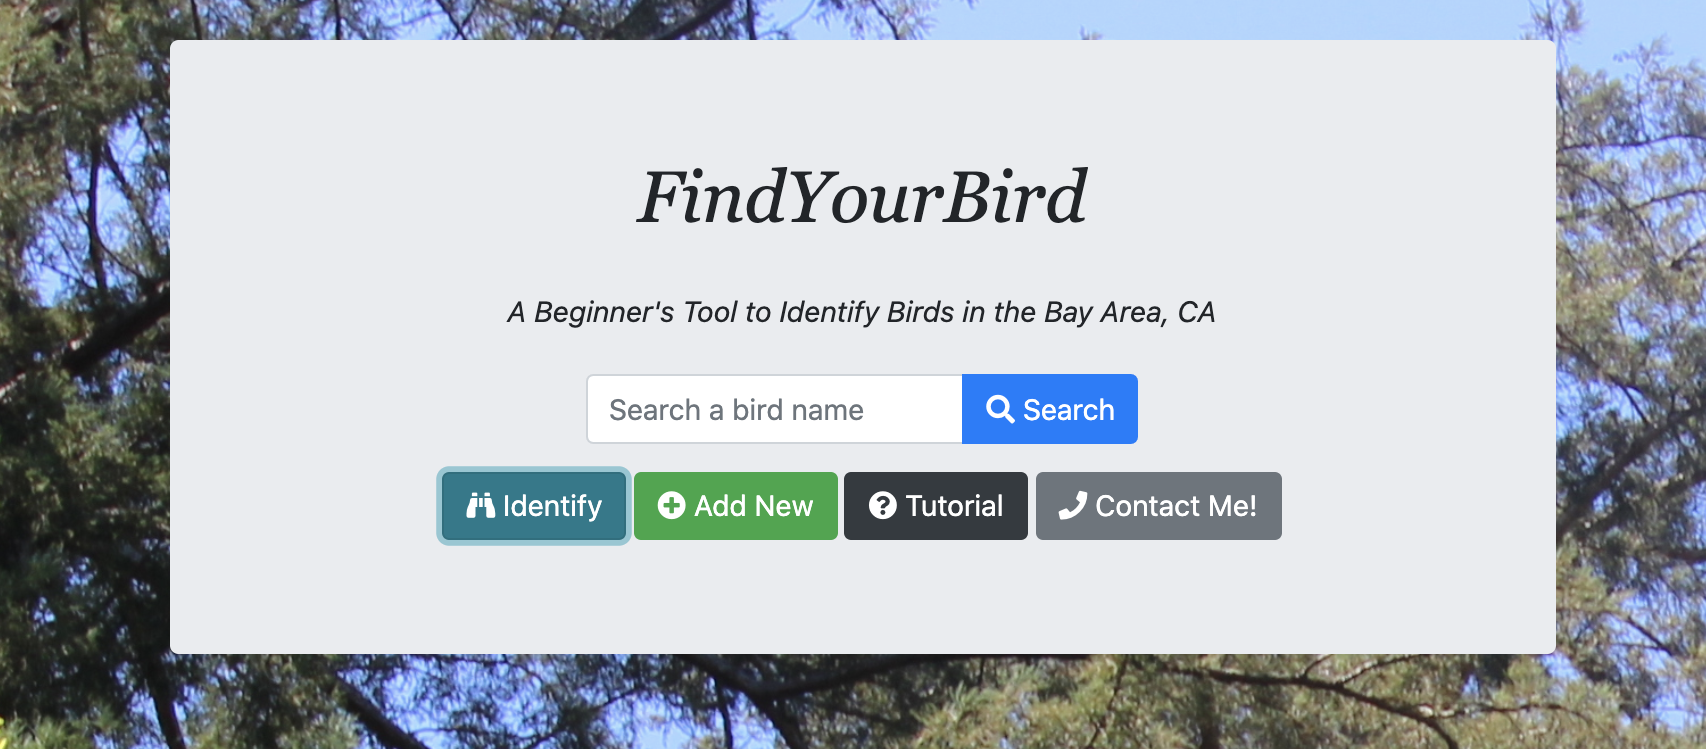 FindYourBird
A Beginner's Tool to Identify Birds in the Bay Area, CA
Search a bird name Search
Identify Add New Tutorial Contact Me!